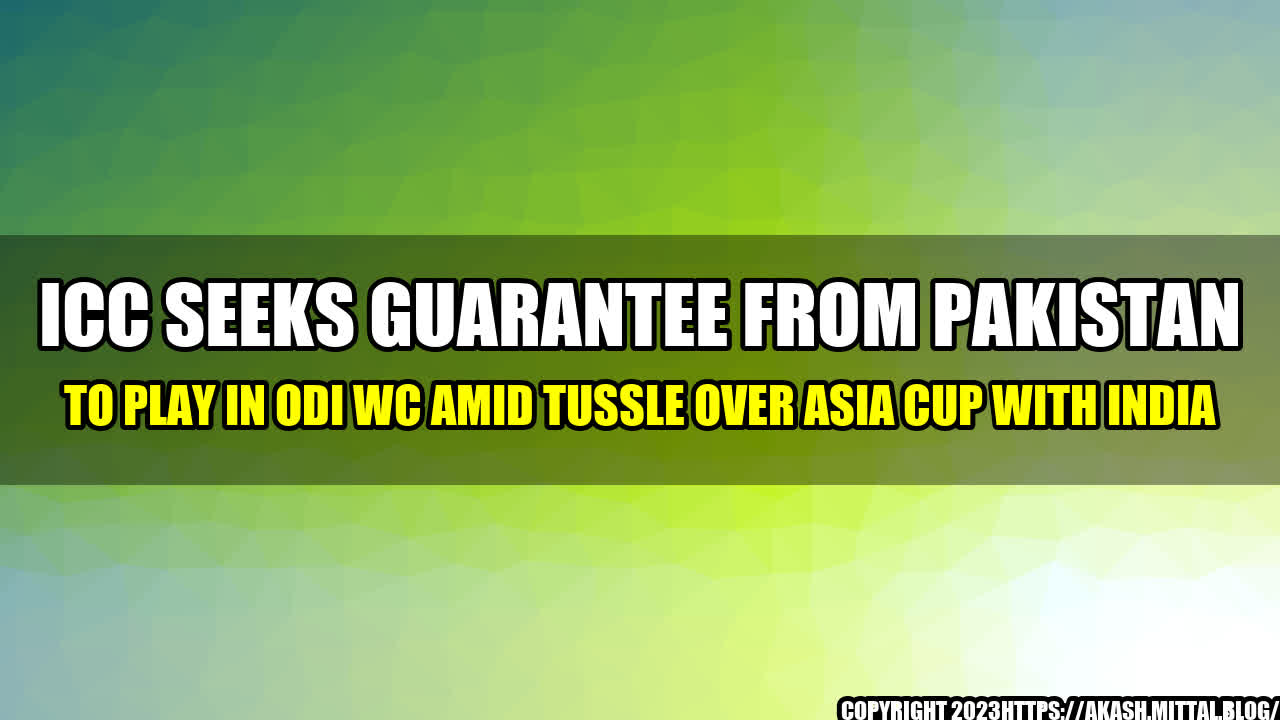 ICC SEEKS GUARANTEE FROM PAKISTAN
TO PLAY IN ODI WC AMID TUSSLE OVER ASIA CUP WITH INDIA
COPYRIGHT 2023HTTPS://AKASH.MITTAL.BLOG/